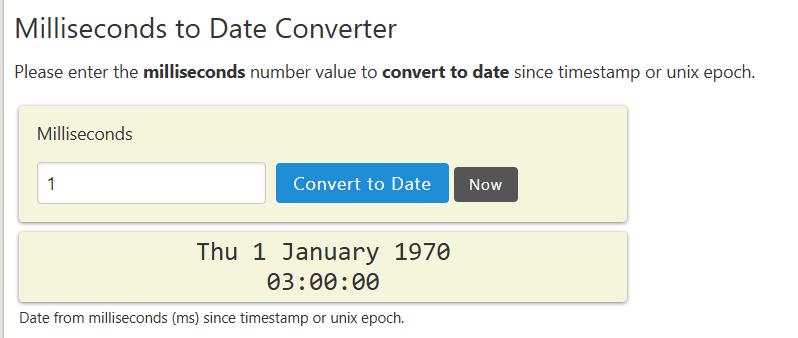 Milliseconds to Date Converter
Please enter the milliseconds number value to convert to date since timestamp or unix epoch.
Milliseconds
1
Convert to Date
Now
Thu 1 January 1970
03:00:00
Date from milliseconds (ms) since timestamp or unix epoch.